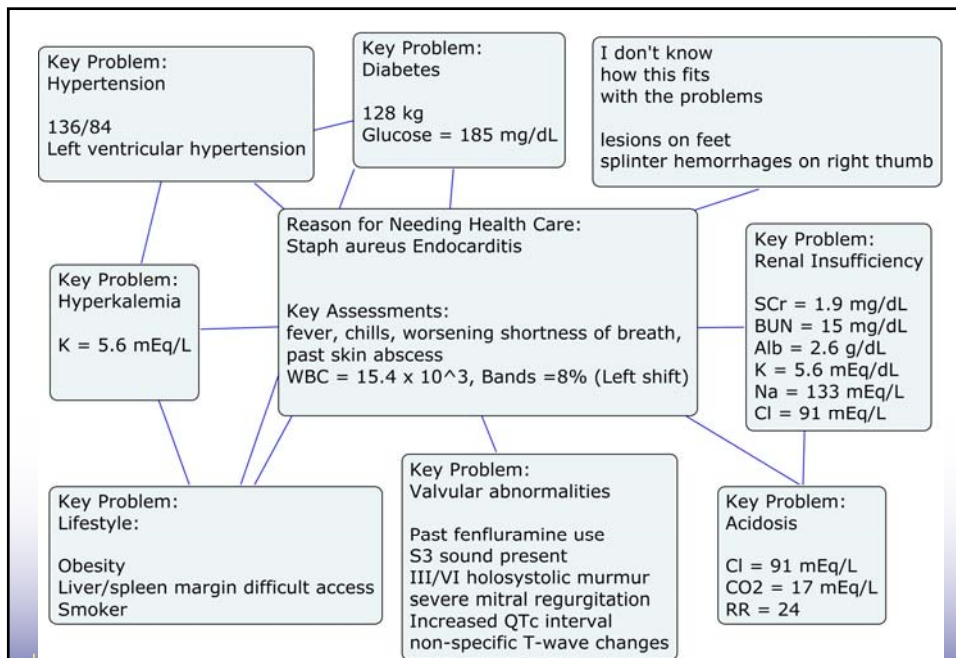 Key Problem:
Hypertension
136/84
Left ventricular hypertension
Key Problem:
Diabetes
128 kg
Glucose = 185 mg/dL
I don't know
how this fits
with the problems
lesions on feet
splinter hemorrhages on right thumb
Key Problem:
Hyperkalemia
K = 5.6 mEq/L
Reason for Needing Health Care:
Staph aureus Endocarditis
Key Assessments:
fever, chills, worsening shortness of breath,
past skin abscess
WBC = 15.4 x 10^3, Bands =8% (Left shift)
Key Problem:
Renal Insufficiency
SCr = 1.9 mg/dL
BUN = 15 mg/dL
Alb = 2.6 g/dL
K = 5.6 mEq/dL
Na = 133 mEq/L
Cl = 91 mEq/L
Key Problem:
Lifestyle:
Obesity
Liver/spleen margin difficult access
Smoker
Key Problem:
Valvular abnormalities
Past fenfluramine use
S3 sound present
III/VI holosystolic murmur
severe mitral regurgitation
Increased QTc interval
non-specific T-wave changes
Key Problem:
Acidosis
Cl = 91 mEq/L
CO2 = 17 mEq/L
RR = 24